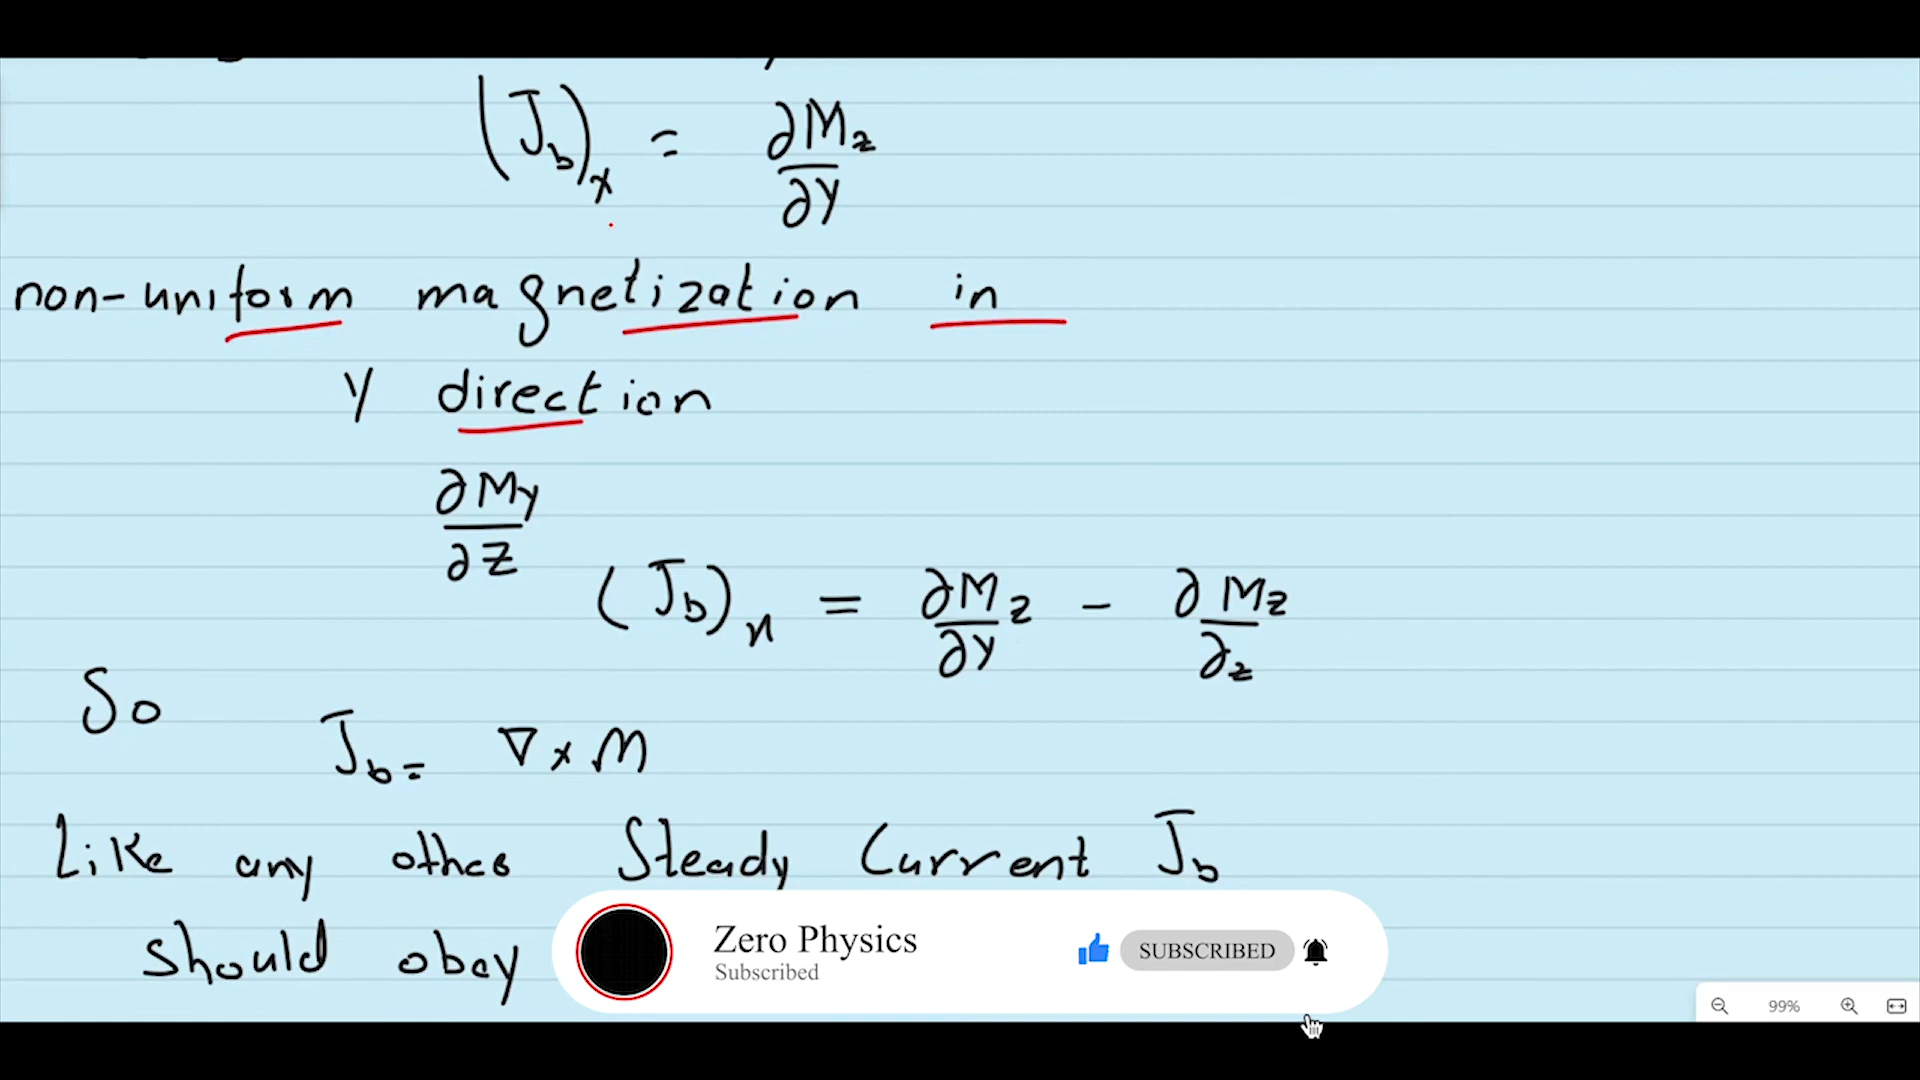 (J_b)_x = ∂M_z/∂y
non-uniform magnetization in
y direction
∂M_y/∂z
(J_b)_x = ∂M_z/∂y - ∂M_z/∂z
So
J_b = ∇ x M
Like any other Steady Current J_b
should obey
Zero Physics
Subscribed
SUBSCRIBED
99%